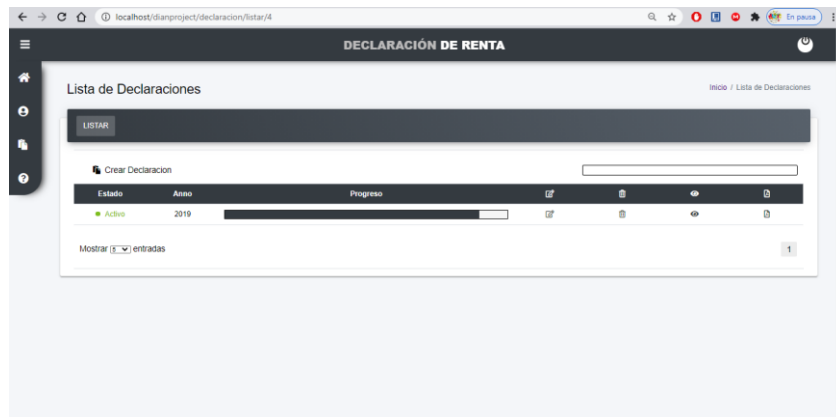 localhost/dianproject/declaracion/listar/4
En pausa
DECLARACIÓN DE RENTA
Lista de Declaraciones
Inicio / Lista de Declaraciones
LISTAR
Crear Declaracion
Estado Anno Progreso
Activo 2019
Mostrar 5 entradas
1